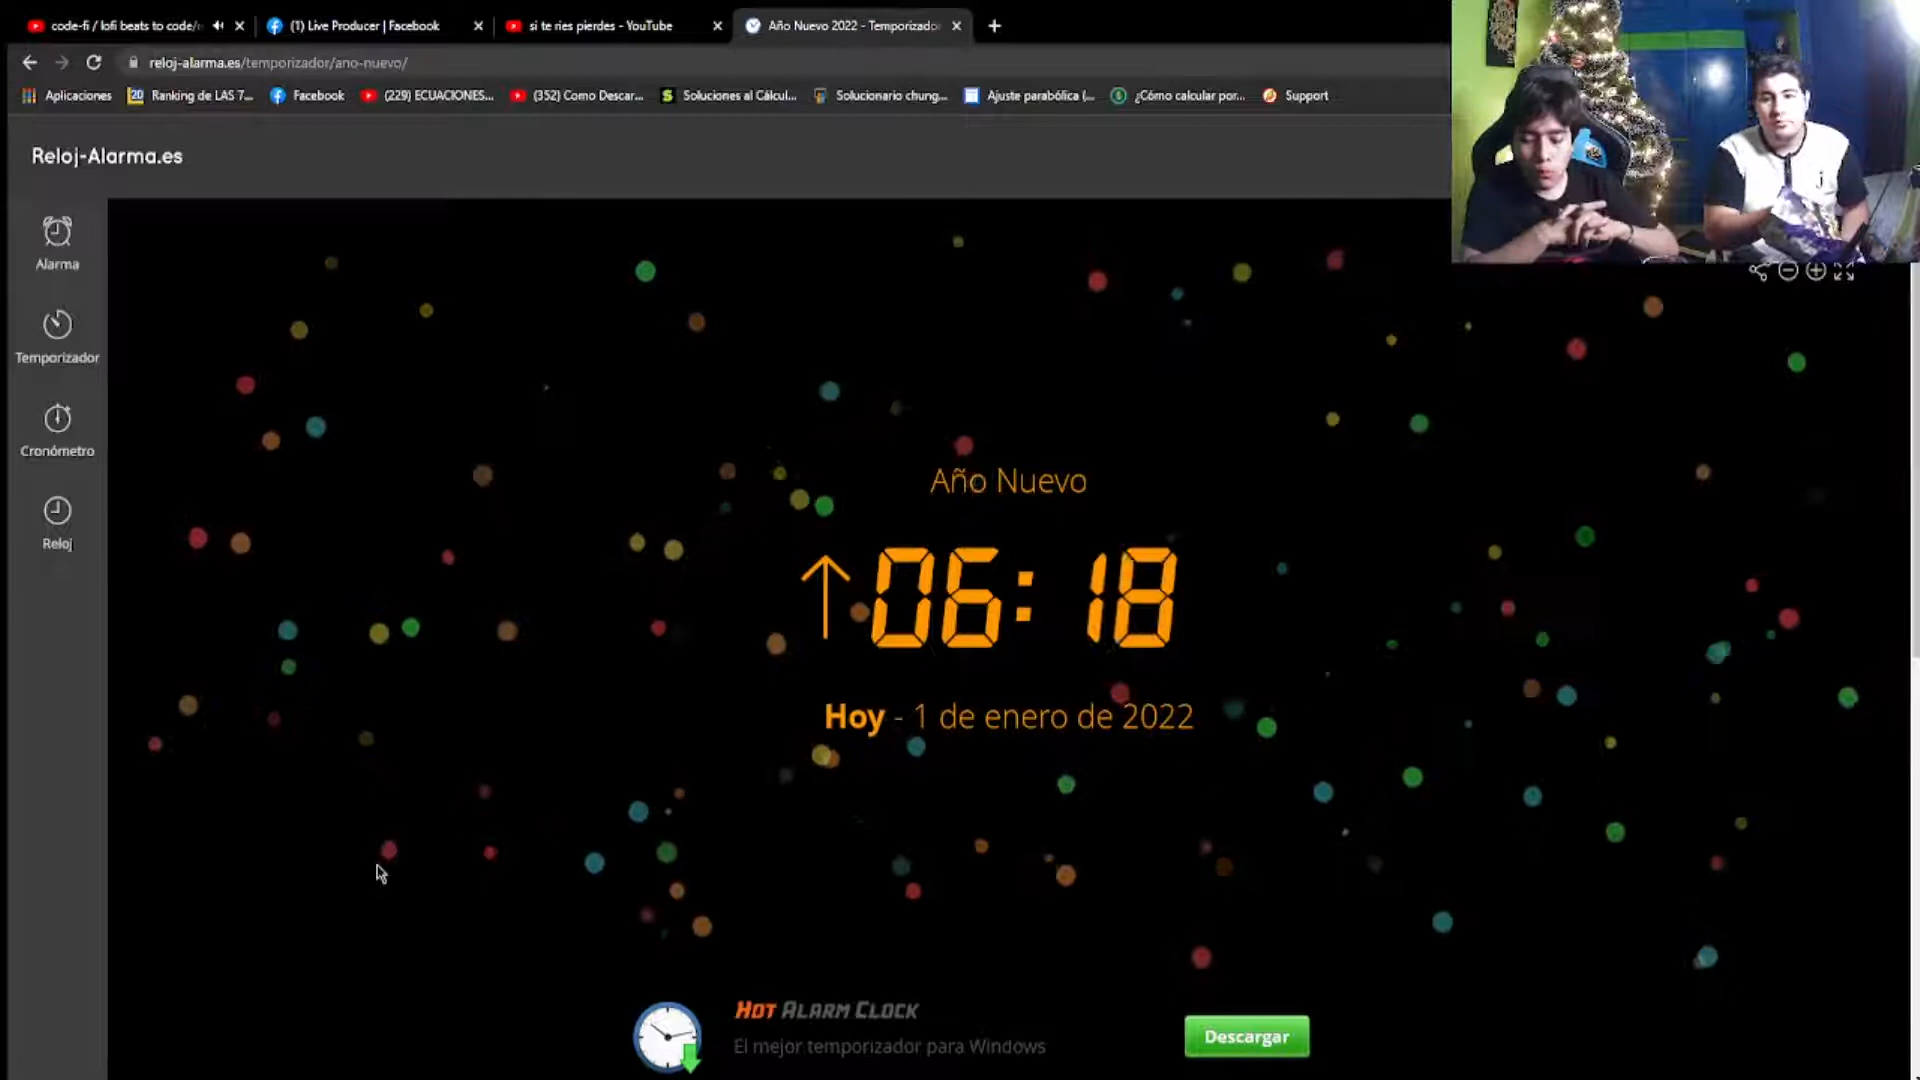 code-fi / lofi beats to code/r
(1) Live Producer | Facebook
si te ries pierdes - YouTube
Año Nuevo 2022 - Temporizador
reloj-alarma.es/temporizador/ano-nuevo/
Aplicaciones
Ranking de LAS 7...
Facebook
(229) ECUACIONES...
(352) Como Descar...
Soluciones al Cálcul...
Solucionario chung...
Ajuste parabólica (...
¿Cómo calcular por...
Support
Reloj-Alarma.es
Alarma
Temporizador
Cronómetro
Reloj
Año Nuevo
↑06:18
Hoy - 1 de enero de 2022
HOT ALARM CLOCK
El mejor temporizador para Windows
Descargar